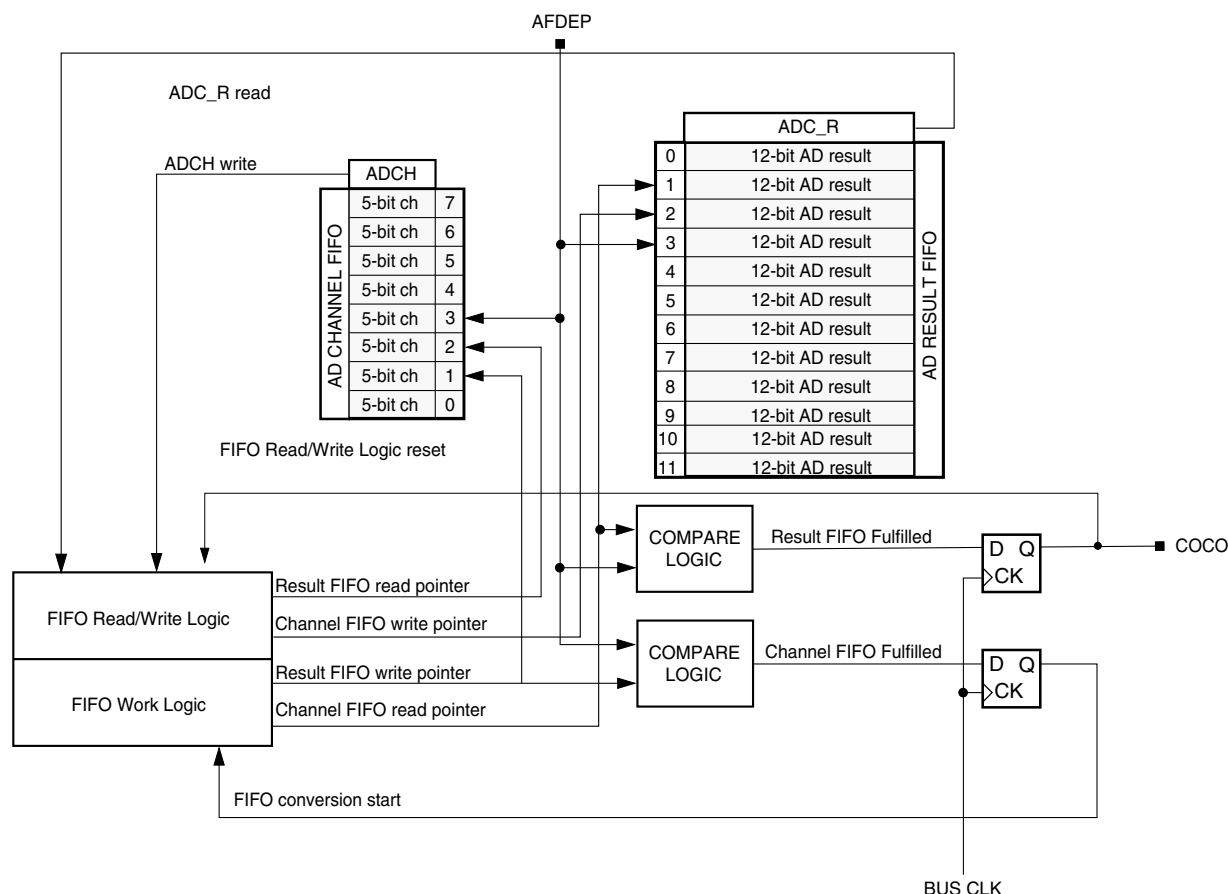 AFDEP
ADC_R read
ADCH write
ADCH
AD CHANNEL FIFO
5-bit ch 7
5-bit ch 6
5-bit ch 5
5-bit ch 4
5-bit ch 3
5-bit ch 2
5-bit ch 1
5-bit ch 0
ADC_R
0 12-bit AD result
1 12-bit AD result
2 12-bit AD result
3 12-bit AD result
4 12-bit AD result
5 12-bit AD result
6 12-bit AD result
7 12-bit AD result
8 12-bit AD result
9 12-bit AD result
10 12-bit AD result
11 12-bit AD result
AD RESULT FIFO
FIFO Read/Write Logic reset
FIFO Read/Write Logic
FIFO Work Logic
Result FIFO read pointer
Channel FIFO write pointer
Result FIFO write pointer
Channel FIFO read pointer
COMPARE
LOGIC
Result FIFO Fulfilled
D Q
CK
COCO
COMPARE
LOGIC
Channel FIFO Fulfilled
D Q
CK
FIFO conversion start
BUS CLK